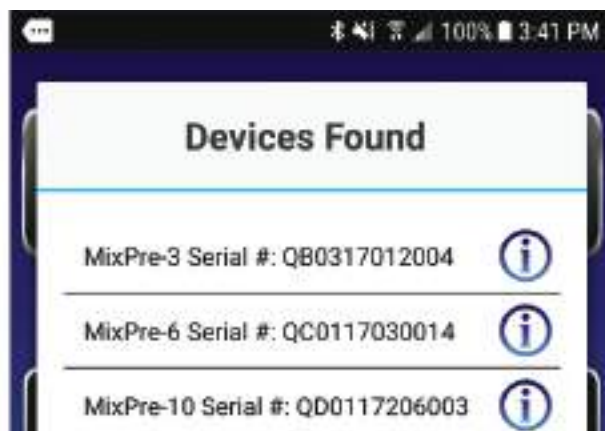 100% 3:41 PM
Devices Found
MixPre-3 Serial #: QB0317012004
MixPre-6 Serial #: QC0117030014
MixPre-10 Serial #: QD0117206003